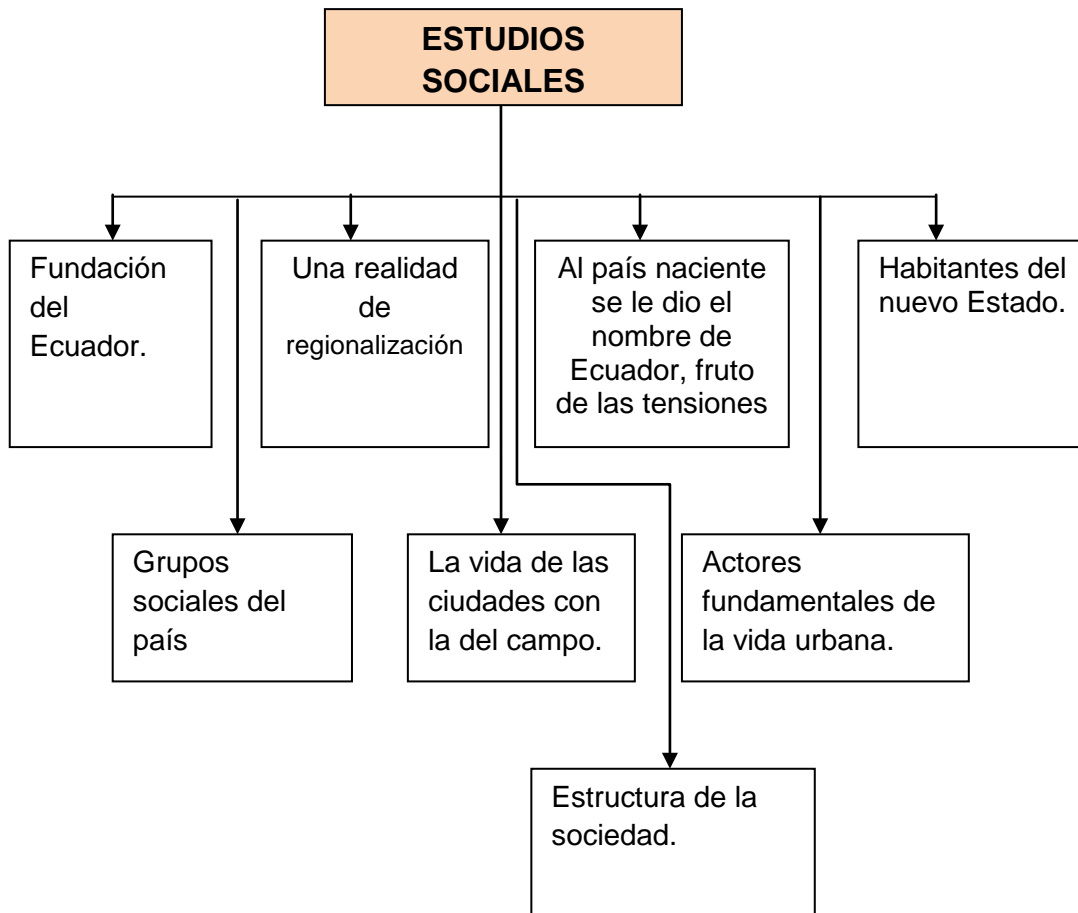 ESTUDIOS
SOCIALES
Fundación
del
Ecuador.
Una realidad
de
regionalización
Al país naciente
se le dio el
nombre de
Ecuador, fruto
de las tensiones
Habitantes del
nuevo Estado.
Grupos
sociales del
país
La vida de las
ciudades con
la del campo.
Actores
fundamentales de
la vida urbana.
Estructura de la
sociedad.